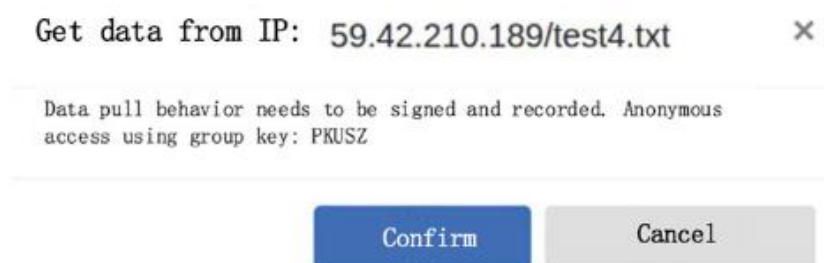 Get data from IP: 59.42.210.189/test4.txt ×
Data pull behavior needs to be signed and recorded. Anonymous
access using group key: PKUSZ
Confirm Cancel